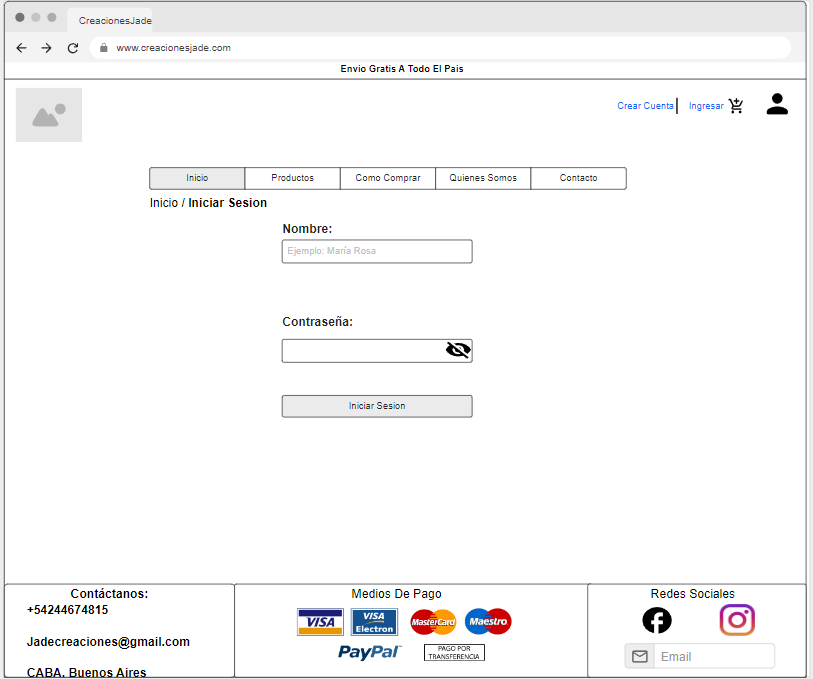 CreacionesJade
www.creacionesjade.com
Envio Gratis A Todo El Pais
Crear Cuenta Ingresar
Inicio Productos Como Comprar Quienes Somos Contacto
Inicio / Iniciar Sesion
Nombre:
Ejemplo: María Rosa
Contraseña:
Iniciar Sesion
Contáctanos:
+54244674815
Jadecreaciones@gmail.com
CABA. Buenos Aires
Medios De Pago
VISA VISA Electron MasterCard Maestro
PayPal PAGO POR
TRANSFERENCIA
Redes Sociales
Email